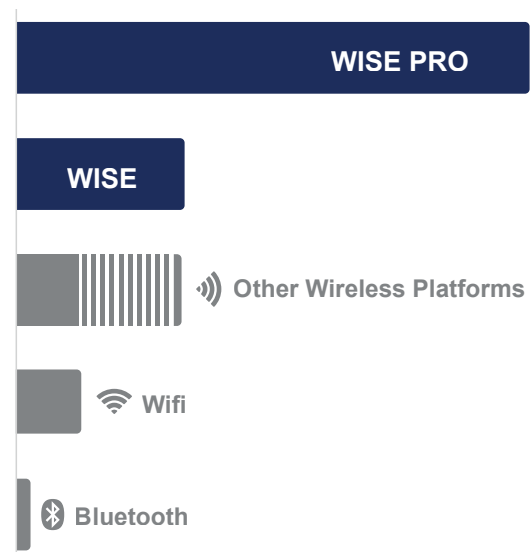 WISE PRO
WISE
Other Wireless Platforms
Wifi
Bluetooth